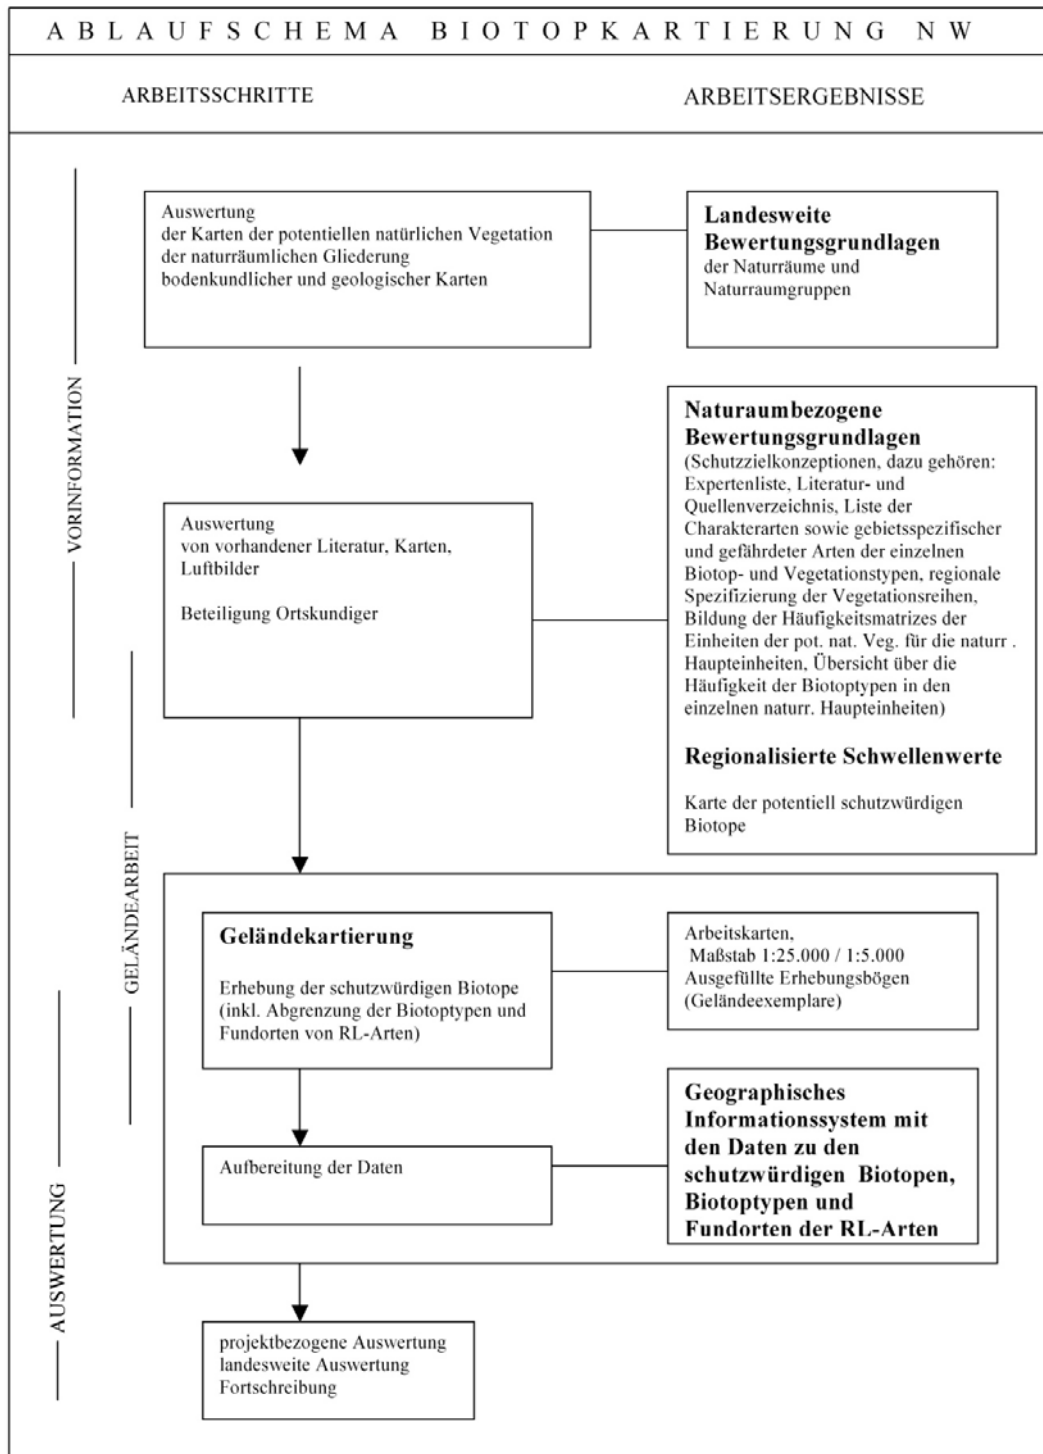 ABLAUFSCHEMA BIOTOPKARTIERUNG NW
ARBEITSSCHRITTE
ARBEITSERGEBNISSE
VORINFORMATION
Auswertung
der Karten der potentiellen natürlichen Vegetation
der naturräumlichen Gliederung
bodenkundlicher und geologischer Karten
Landesweite
Bewertungsgrundlagen
der Naturräume und
Naturraumgruppen
Auswertung
von vorhandener Literatur, Karten,
Luftbilder
Beteiligung Ortskundiger
Naturaumbezogene
Bewertungsgrundlagen
(Schutzzielkonzeptionen, dazu gehören:
Expertenliste, Literatur- und
Quellenverzeichnis, Liste der
Charakterarten sowie gebietsspezifischer
und gefährdeter Arten der einzelnen
Biotop- und Vegetationstypen, regionale
Spezifizierung der Vegetationsreihen,
Bildung der Häufigkeitsmatrizes der
Einheiten der pot. nat. Veg. für die naturr .
Haupteinheiten, Übersicht über die
Häufigkeit der Biotoptypen in den
einzelnen naturr. Haupteinheiten)
Regionalisierte Schwellenwerte
Karte der potentiell schutzwürdigen
Biotope
GELÄNDEARBEIT
Geländekartierung
Erhebung der schutzwürdigen Biotope
(inkl. Abgrenzung der Biotoptypen und
Fundorten von RL-Arten)
Arbeitskarten,
Maßstab 1:25.000 / 1:5.000
Ausgefüllte Erhebungsbögen
(Geländeexemplare)
Aufbereitung der Daten
Geographisches
Informationssystem mit
den Daten zu den
schutzwürdigen Biotopen,
Biotoptypen und
Fundorten der RL-Arten
AUSWERTUNG
projektbezogene Auswertung
landesweite Auswertung
Fortschreibung